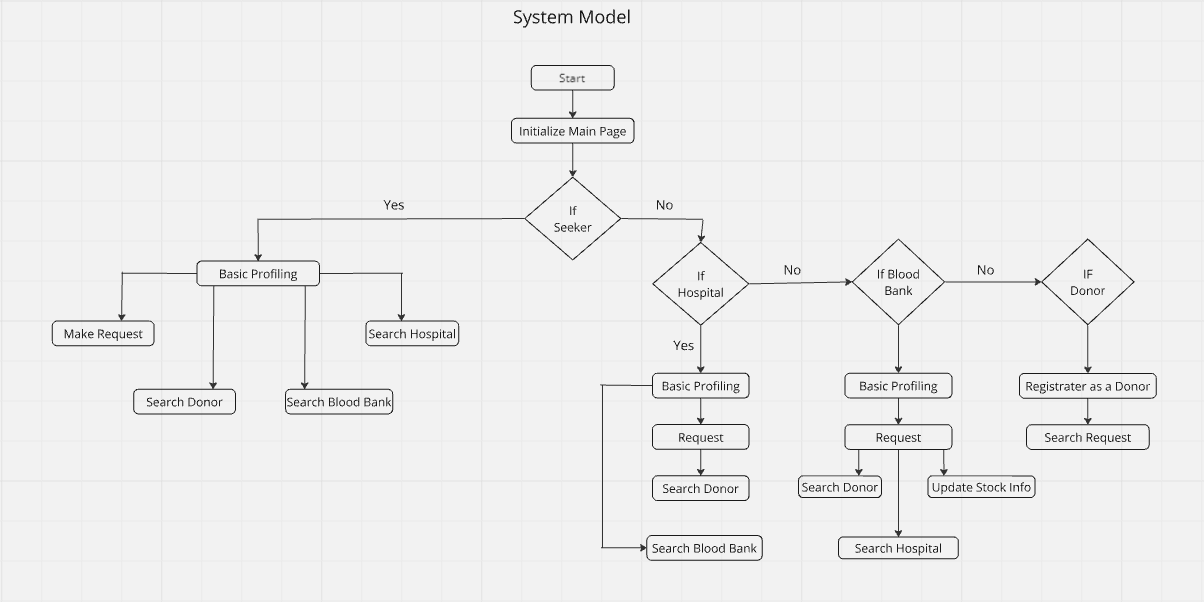 System Model
Start
Initialize Main Page
If
Seeker
Yes
No
Basic Profiling
Make Request
Search Hospital
Search Donor
Search Blood Bank
If
Hospital
No
If Blood
Bank
No
IF
Donor
Yes
Basic Profiling
Request
Search Donor
Search Blood Bank
Basic Profiling
Request
Search Donor
Update Stock Info
Search Hospital
Registrater as a Donor
Search Request